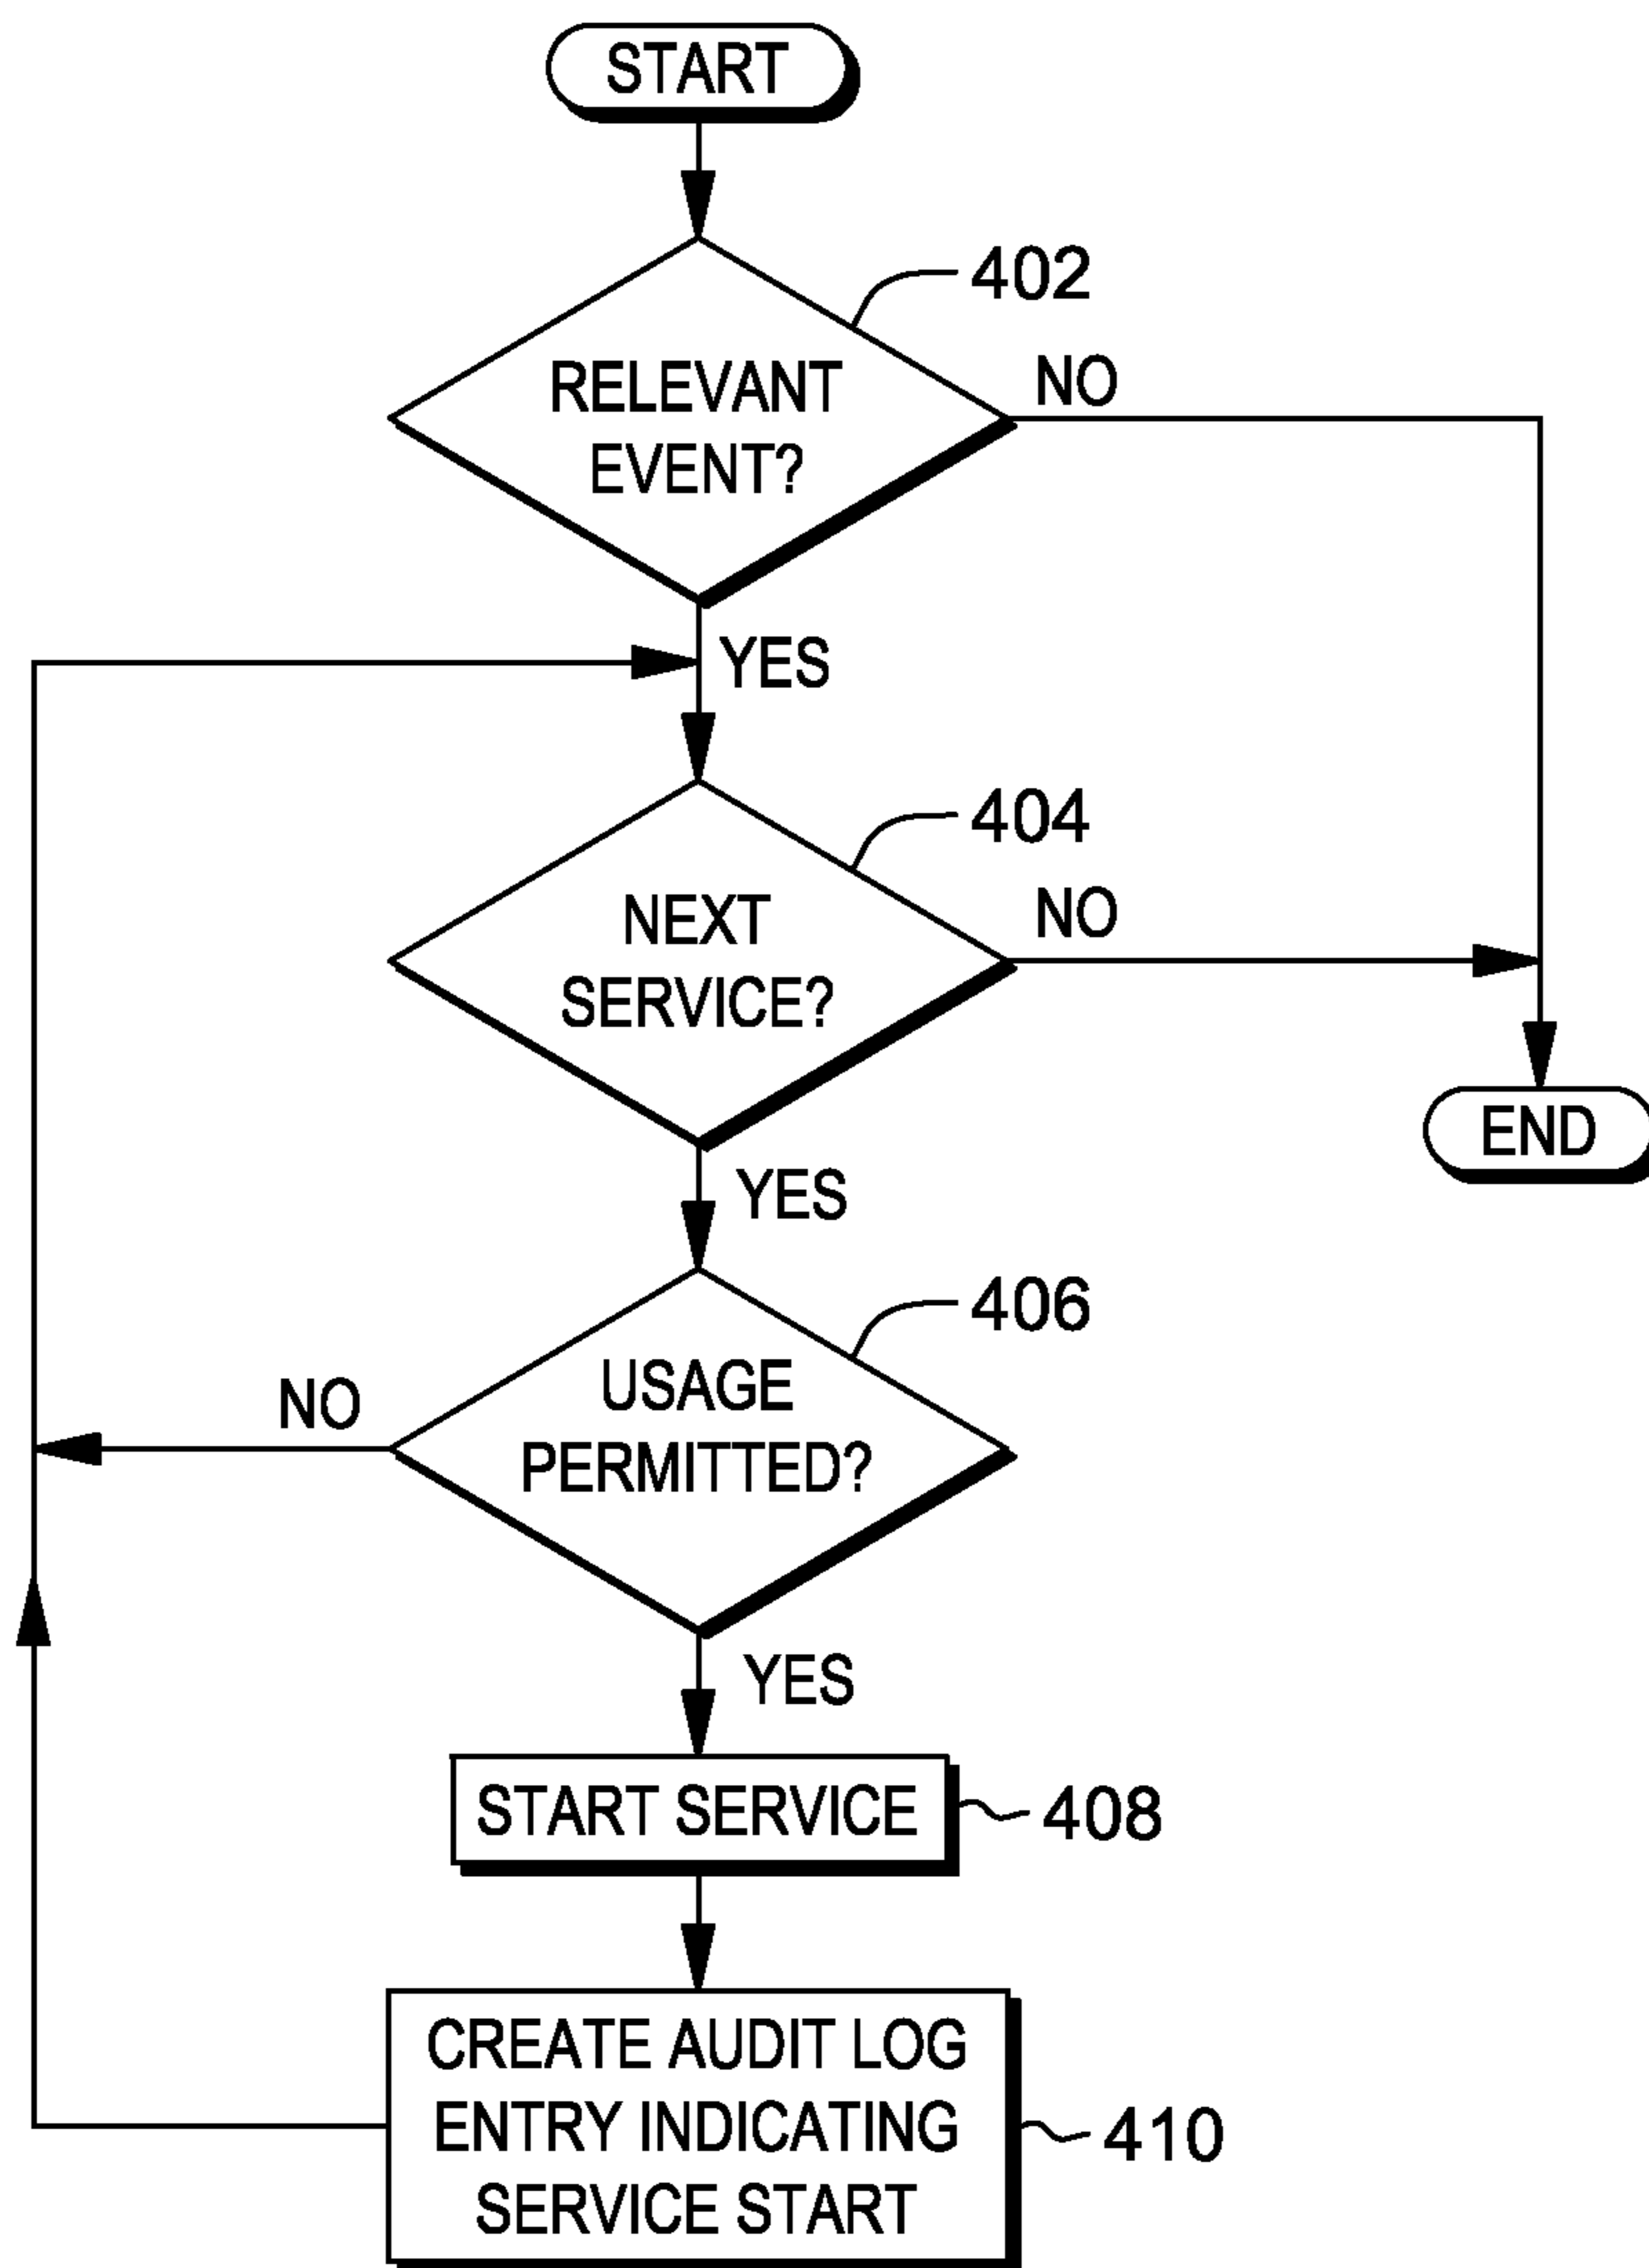 START
402
RELEVANT
EVENT?
NO
YES
404
NEXT
SERVICE?
NO
END
YES
406
USAGE
PERMITTED?
NO
YES
START SERVICE
408
CREATE AUDIT LOG
ENTRY INDICATING
SERVICE START
410